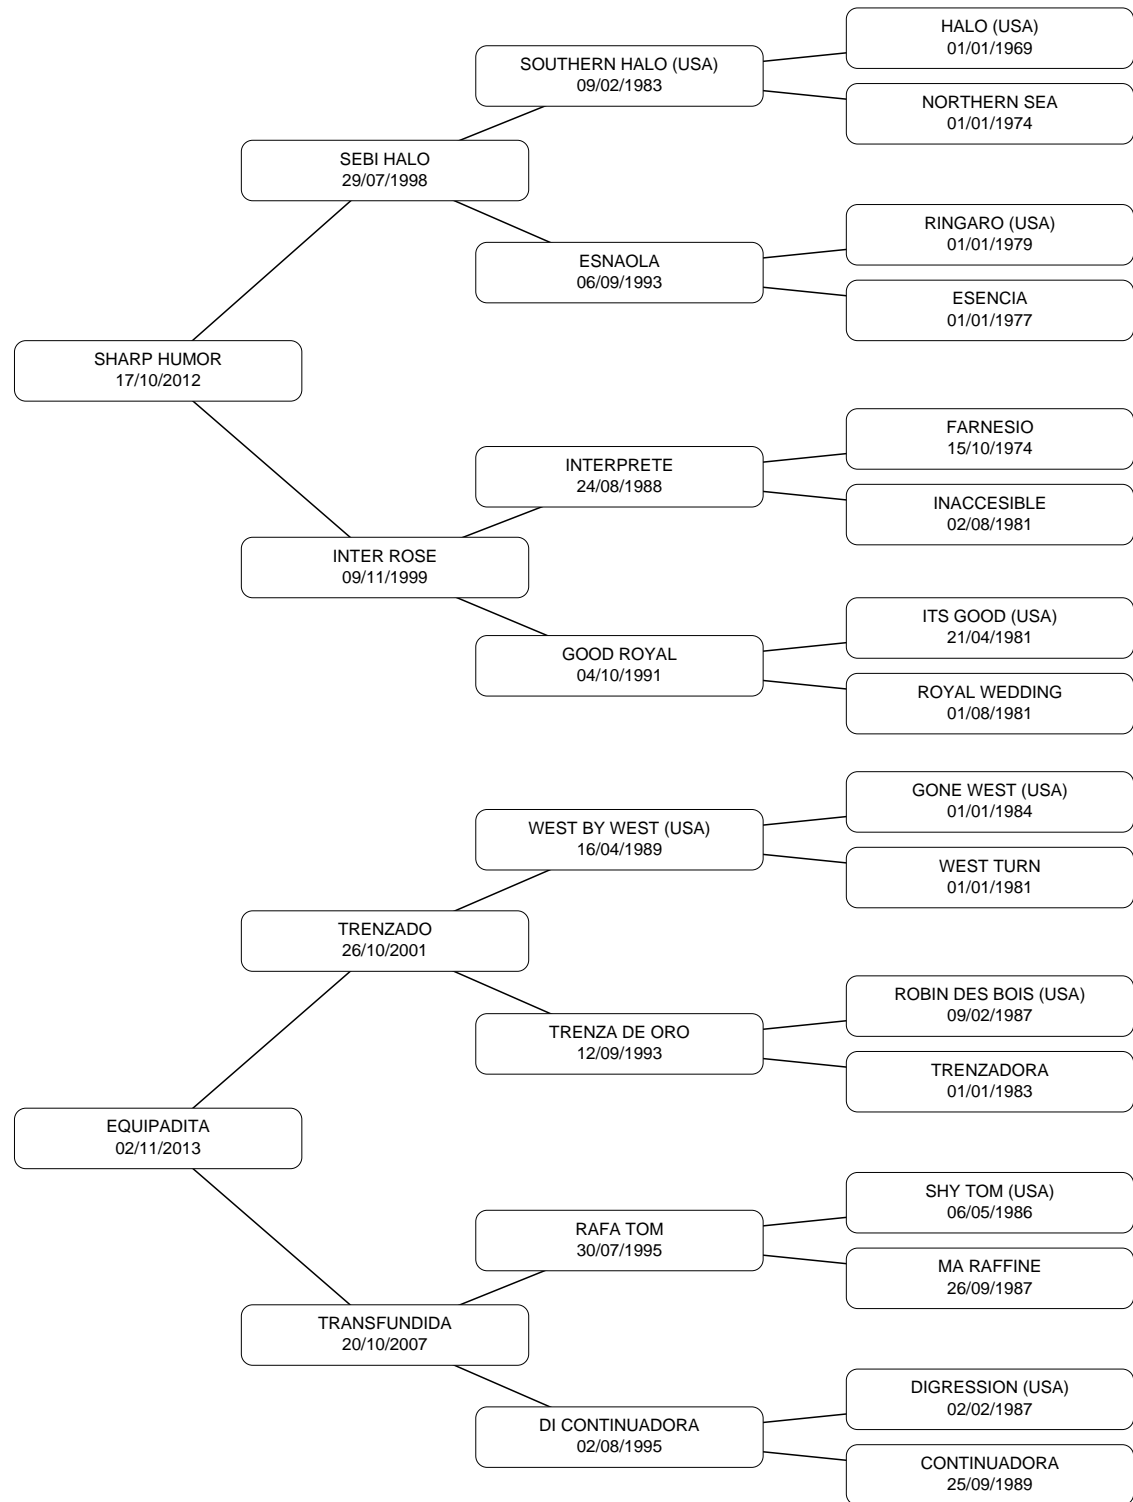 HALO (USA)
01/01/1969
SOUTHERN HALO (USA)
09/02/1983
NORTHERN SEA
01/01/1974
SEBI HALO
29/07/1998
RINGARO (USA)
01/01/1979
ESNAOLA
06/09/1993
ESENCIA
01/01/1977
SHARP HUMOR
17/10/2012
FARNESIO
15/10/1974
INTERPRETE
24/08/1988
INACCESIBLE
02/08/1981
INTER ROSE
09/11/1999
ITS GOOD (USA)
21/04/1981
GOOD ROYAL
04/10/1991
ROYAL WEDDING
01/08/1981
GONE WEST (USA)
01/01/1984
WEST BY WEST (USA)
16/04/1989
WEST TURN
01/01/1981
TRENZADO
26/10/2001
ROBIN DES BOIS (USA)
09/02/1987
TRENZA DE ORO
12/09/1993
TRENZADORA
01/01/1983
EQUIPADITA
02/11/2013
SHY TOM (USA)
06/05/1986
RAFA TOM
30/07/1995
MA RAFFINE
26/09/1987
TRANSFUNDIDA
20/10/2007
DIGRESSION (USA)
02/02/1987
DI CONTINUADORA
02/08/1995
CONTINUADORA
25/09/1989